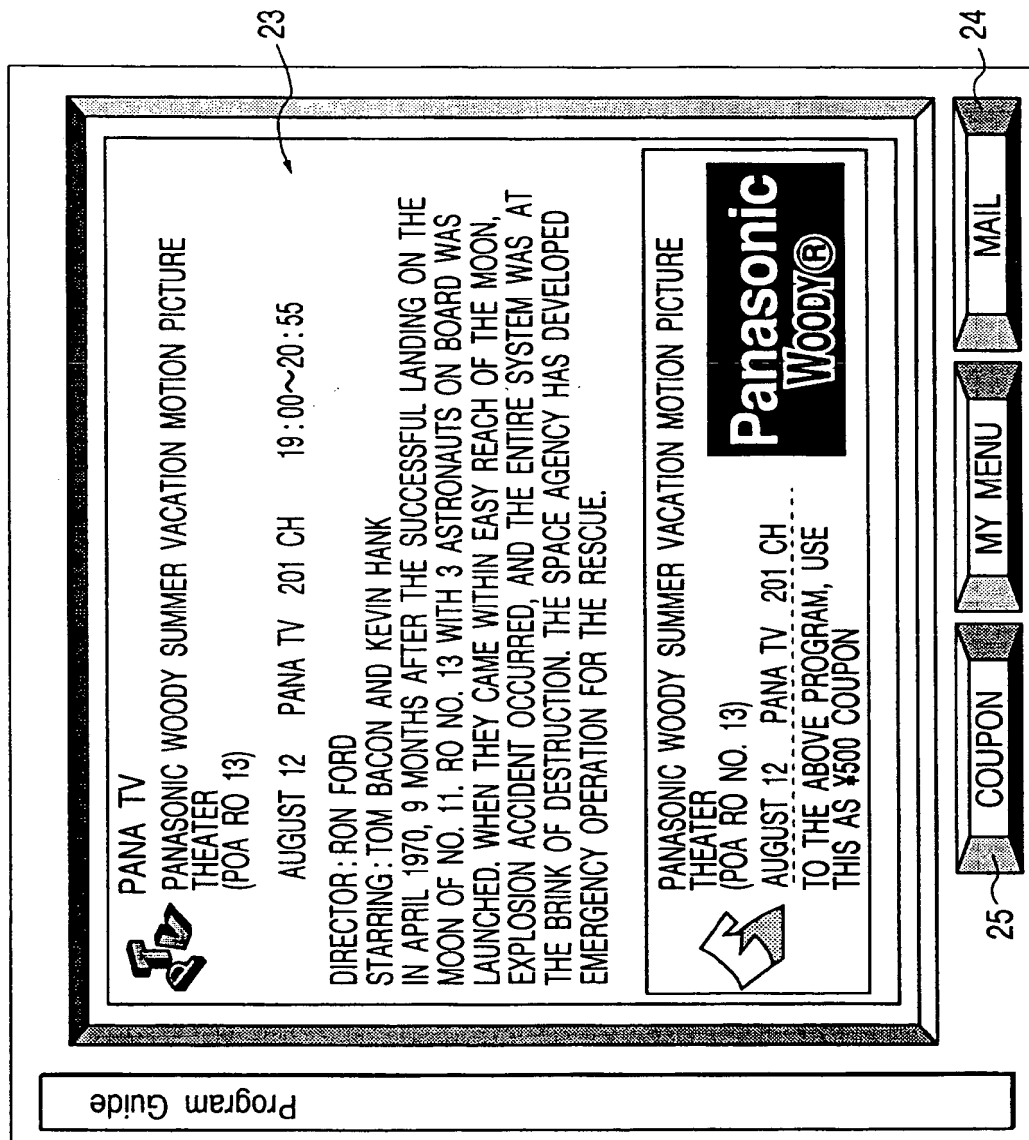 Program Guide
23
PANA TV
PANASONIC WOODY SUMMER VACATION MOTION PICTURE
THEATER
(POA RO 13)
AUGUST 12 PANA TV 201 CH 19:00~20:55
DIRECTOR: RON FORD
STARRING: TOM BACON AND KEVIN HANK
IN APRIL 1970, 9 MONTHS AFTER THE SUCCESSFUL LANDING ON THE
MOON OF NO. 11. RO NO. 13 WITH 3 ASTRONAUTS ON BOARD WAS
LAUNCHED. WHEN THEY CAME WITHIN EASY REACH OF THE MOON,
EXPLOSION ACCIDENT OCCURRED, AND THE ENTIRE SYSTEM WAS AT
THE BRINK OF DESTRUCTION. THE SPACE AGENCY HAS DEVELOPED
EMERGENCY OPERATION FOR THE RESCUE.
PANASONIC WOODY SUMMER VACATION MOTION PICTURE
THEATER
(POA RO NO. 13)
AUGUST 12 PANA TV 201 CH
TO THE ABOVE PROGRAM, USE
THIS AS ¥500 COUPON
Panasonic
WOODY®
COUPON
MY MENU
MAIL
25
24